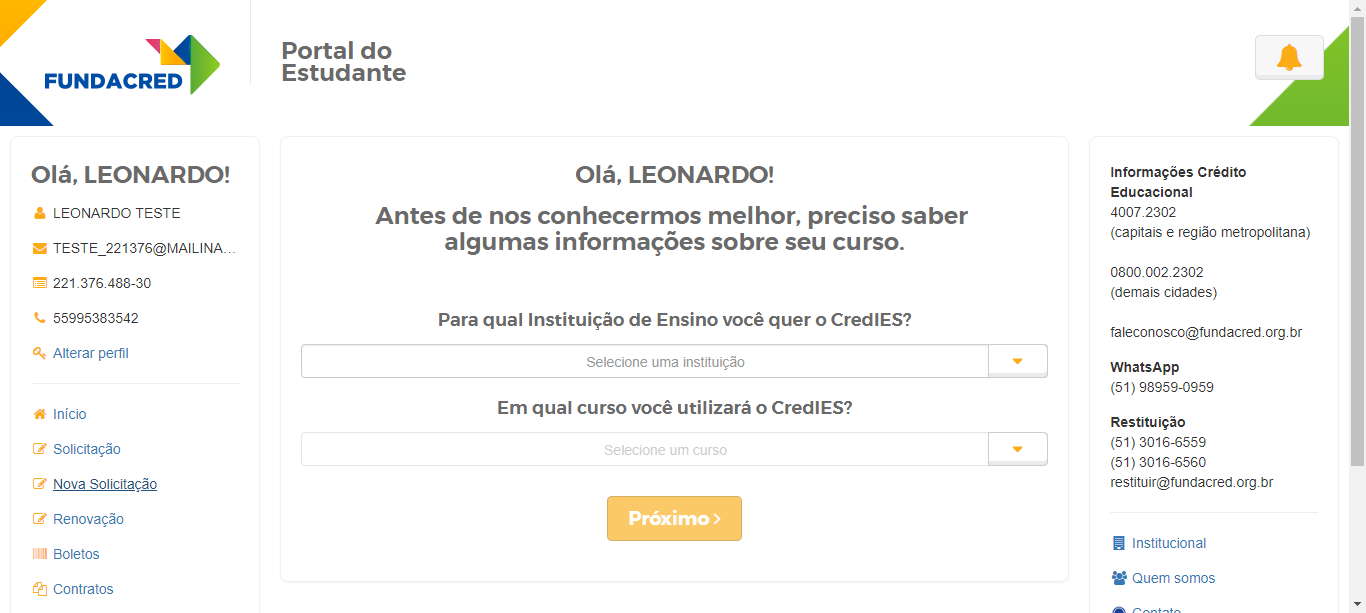 FUNDACRED
Portal do
Estudante
Olá, LEONARDO!
LEONARDO TESTE
TESTE_221376@MAILINA...
221.376.488-30
55995383542
Alterar perfil
Início
Solicitação
Nova Solicitação
Renovação
Boletos
Contratos
Olá, LEONARDO!
Antes de nos conhecermos melhor, preciso saber
algumas informações sobre seu curso.
Para qual Instituição de Ensino você quer o CredIES?
Selecione uma instituição
Em qual curso você utilizará o CredIES?
Selecione um curso
Próximo
Informações Crédito
Educacional
4007.2302
(capitais e região metropolitana)
0800.002.2302
(demais cidades)
faleconosco@fundacred.org.br
WhatsApp
(51) 98959-0959
Restituição
(51) 3016-6559
(51) 3016-6560
restituir@fundacred.org.br
Institucional
Quem somos
Contato